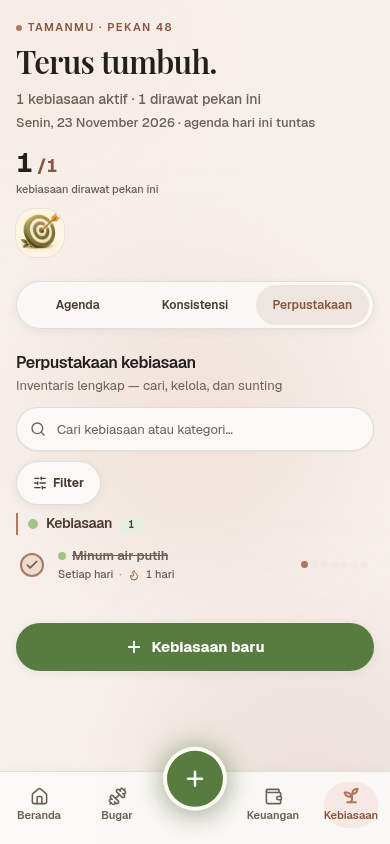 TAMANMU · PEKAN 48
Terus tumbuh.
1 kebiasaan aktif · 1 dirawat pekan ini
Senin, 23 November 2026 · agenda hari ini tuntas
1 /1
kebiasaan dirawat pekan ini
Agenda Konsistensi Perpustakaan
Perpustakaan kebiasaan
Inventaris lengkap — cari, kelola, dan sunting
Cari kebiasaan atau kategori…
Filter
Kebiasaan 1
Minum air putih
Setiap hari · 1 hari
Kebiasaan baru
Beranda Bugar Keuangan Kebiasaan